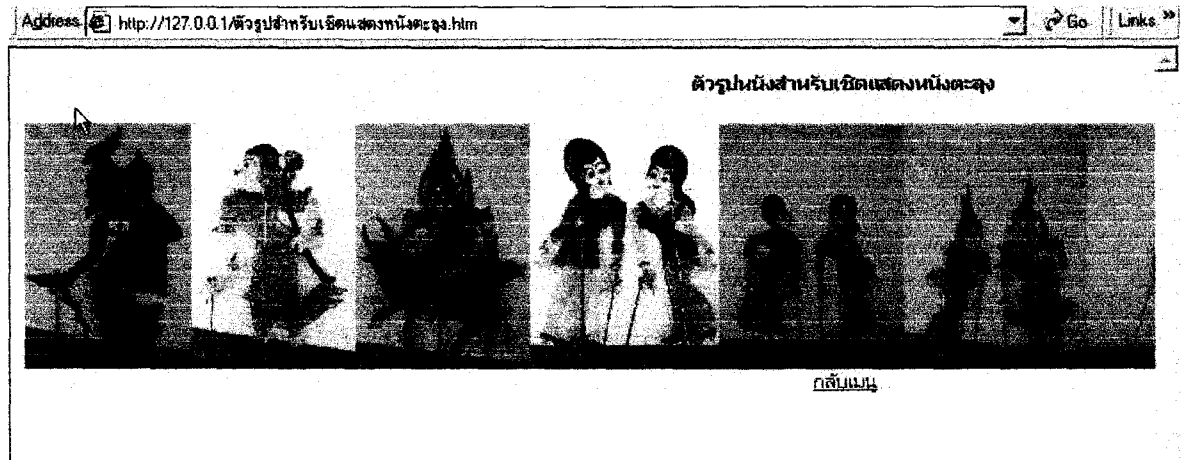 Address http://127.0.0.1/ตัวรูปสำหรับเชิดแสดงหนังตะลุง.htm Go Links »
ตัวรูปหนังสำหรับเชิดแสดงหนังตะลุง
กลับเมนู